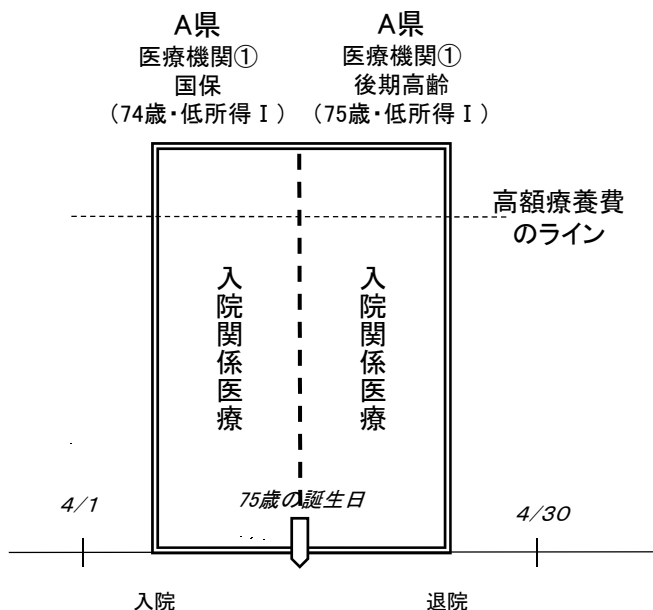 A県
医療機関①
国保
（74歳・低所得Ⅰ）
A県
医療機関①
後期高齢
（75歳・低所得Ⅰ）
高額療養費
のライン
入院関係医療
入院関係医療
75歳の誕生日
4/1
4/30
入院
退院